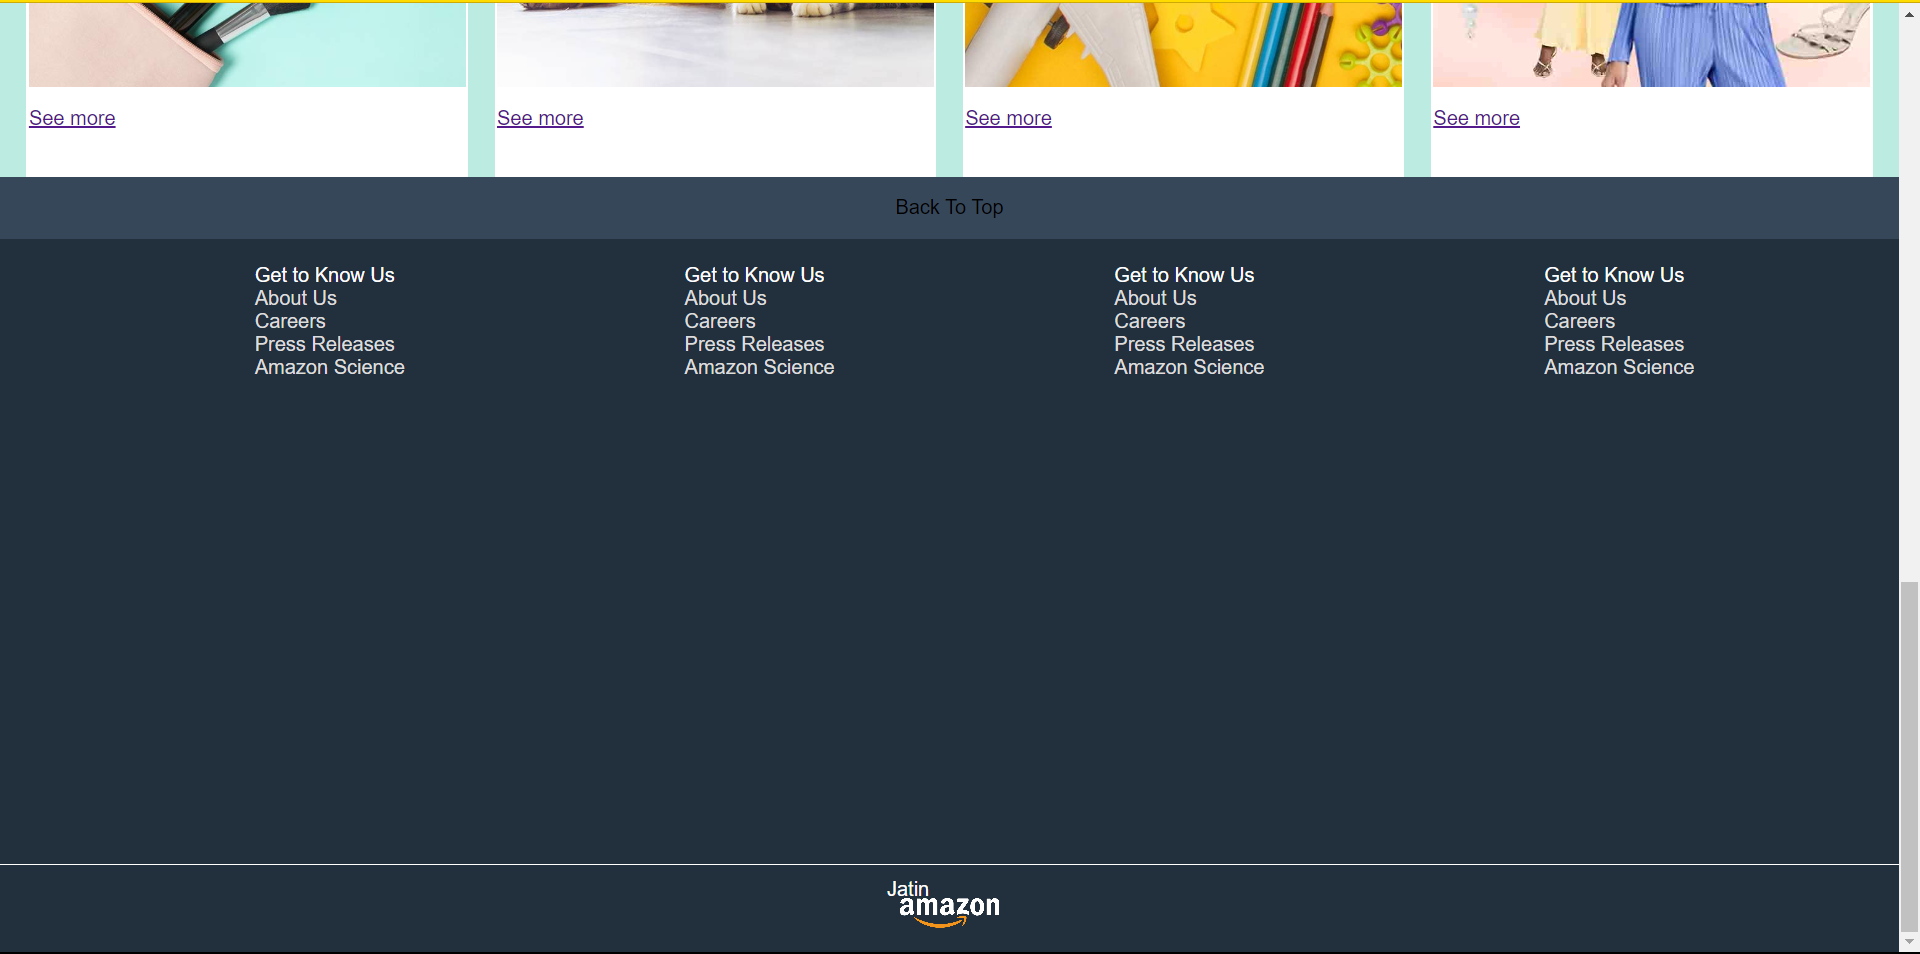 See more
See more
See more
See more
Back To Top
Get to Know Us
About Us
Careers
Press Releases
Amazon Science
Get to Know Us
About Us
Careers
Press Releases
Amazon Science
Get to Know Us
About Us
Careers
Press Releases
Amazon Science
Get to Know Us
About Us
Careers
Press Releases
Amazon Science
Jatin
amazon